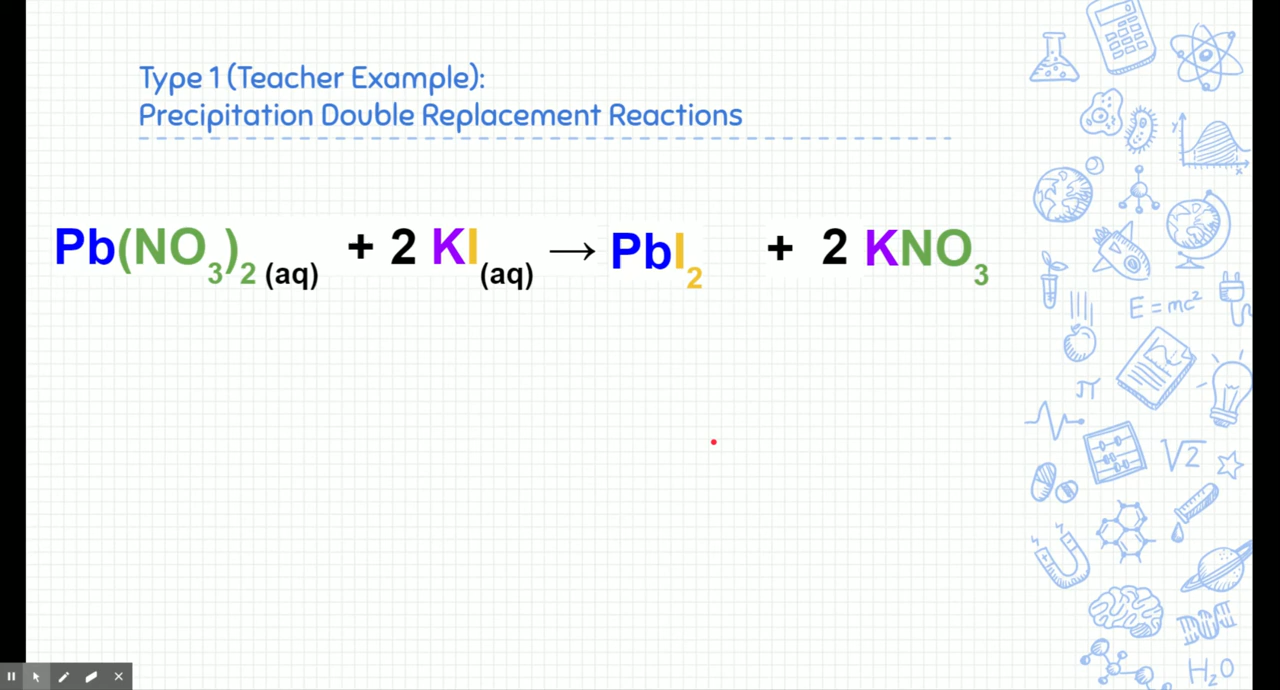 Type 1 (Teacher Example):
Precipitation Double Replacement Reactions
Pb(NO₃)₂ (aq) + 2 KI(aq) → PbI₂ + 2 KNO₃
y
x
E = mc²
π
√2
H₂O